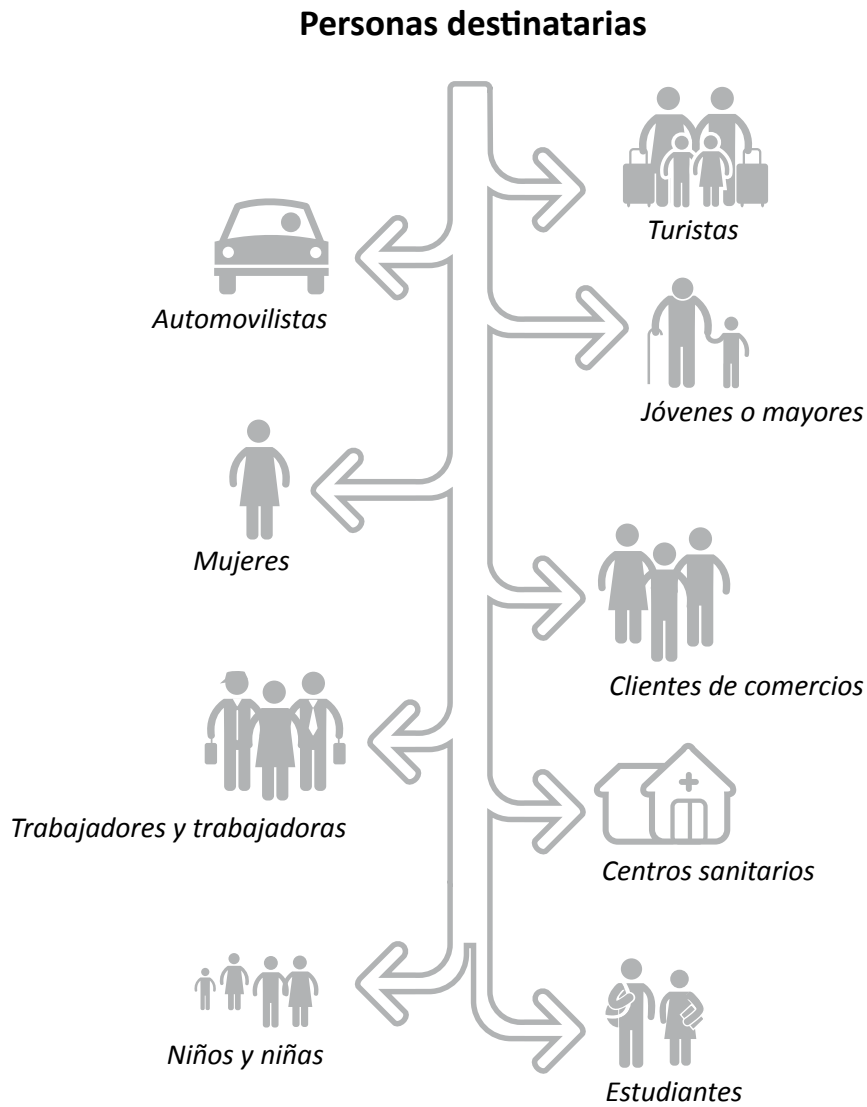 Personas destinatarias
Turistas
Automovilistas
Jóvenes o mayores
Mujeres
Clientes de comercios
Trabajadores y trabajadoras
Centros sanitarios
Niños y niñas
Estudiantes